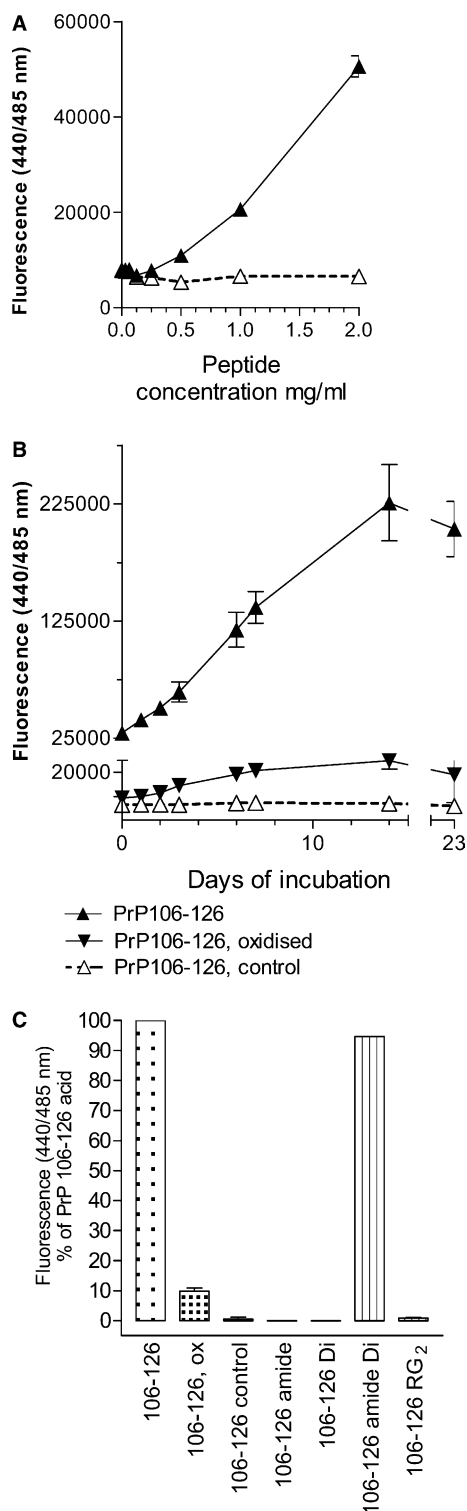 A
Fluorescence (440/485 nm)
60000
40000
20000
0
0.0 0.5 1.0 1.5 2.0
Peptide
concentration mg/ml
B
Fluorescence (440/485 nm)
225000
125000
25000
20000
0
0 10 23
Days of incubation
PrP106-126
PrP106-126, oxidised
PrP106-126, control
C
Fluorescence (440/485 nm)
% of PrP 106-126 acid
100
90
80
70
60
50
40
30
20
10
0
106-126
106-126, ox
106-126 control
106-126 amide
106-126 Di
106-126 amide Di
106-126 RG2